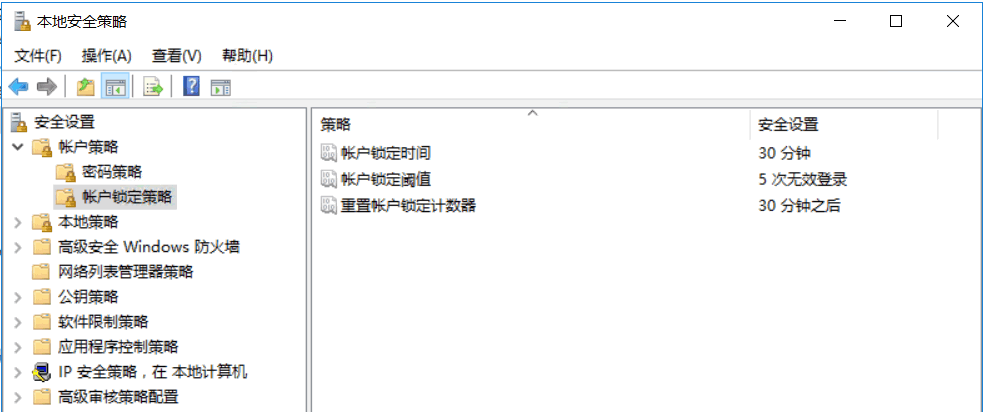 本地安全策略
文件(F) 操作(A) 查看(V) 帮助(H)
安全设置
帐户策略
密码策略
帐户锁定策略
本地策略
高级安全 Windows 防火墙
网络列表管理器策略
公钥策略
软件限制策略
应用程序控制策略
IP 安全策略，在 本地计算机
高级审核策略配置
策略 安全设置
帐户锁定时间 30 分钟
帐户锁定阈值 5 次无效登录
重置帐户锁定计数器 30 分钟之后